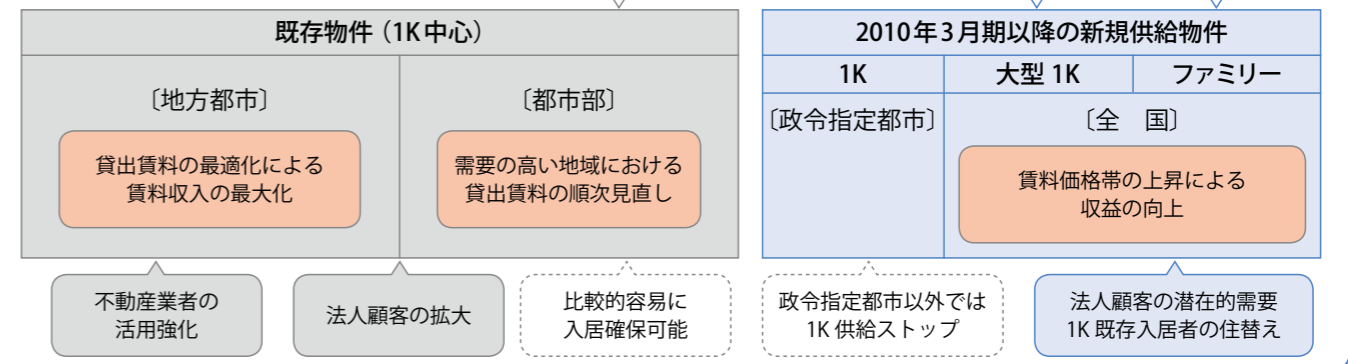 既存物件（1K中心）
〔地方都市〕
貸出賃料の最適化による
賃料収入の最大化
〔都市部〕
需要の高い地域における
貸出賃料の順次見直し
不動産業者の
活用強化
法人顧客の拡大
比較的容易に
入居確保可能
2010年3月期以降の新規供給物件
1K
大型1K
ファミリー
〔政令指定都市〕
〔全　国〕
賃料価格帯の上昇による
収益の向上
政令指定都市以外では
1K供給ストップ
法人顧客の潜在的需要
1K既存入居者の住替え